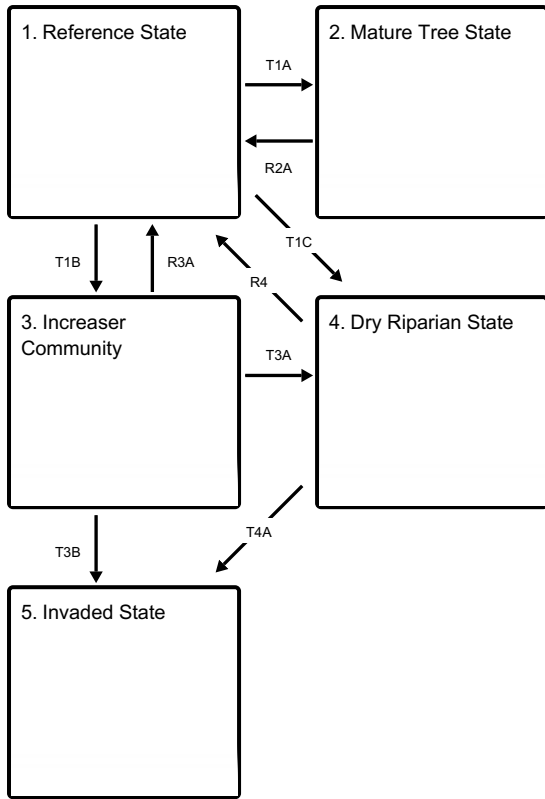 1. Reference State
2. Mature Tree State
T1A
R2A
T1C
T1B
R3A
R4
3. Increaser
Community
4. Dry Riparian State
T3A
T4A
T3B
5. Invaded State